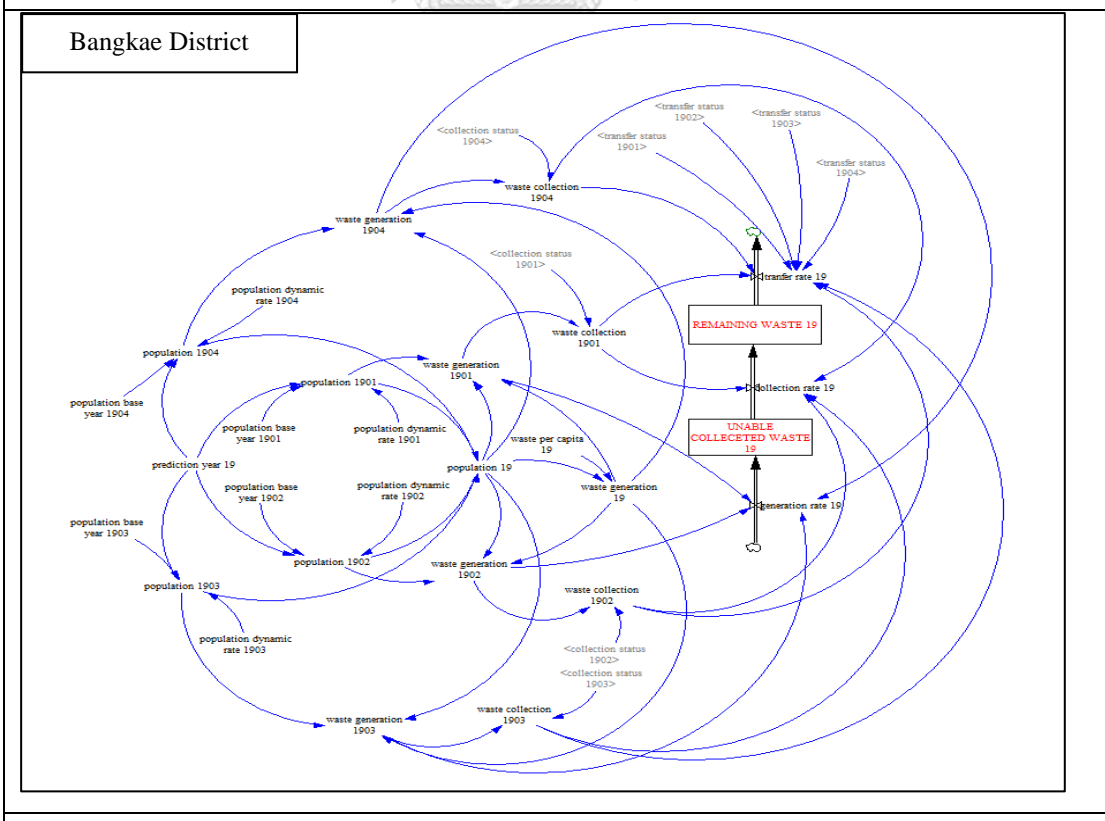 Bangkae District
<transfer status
1902>
<transfer status
1903>
<collection status
1904>
<transfer status
1901>
<transfer status
1904>
waste collection
1904
waste generation
1904
<collection status
1901>
tranfer rate 19
population dynamic
rate 1904
REMAINING WASTE 19
waste collection
1901
population 1904
waste generation
1901
population 1901
collection rate 19
population base
year 1904
population base
year 1901
population dynamic
rate 1901
UNABLE
COLLECETED WASTE
19
waste per capita
19
prediction year 19
population 19
population base
year 1902
population dynamic
rate 1902
waste generation
19
generation rate 19
population base
year 1903
population 1902
waste generation
1902
population 1903
waste collection
1902
population dynamic
rate 1903
<collection status
1902>
<collection status
1903>
waste collection
1903
waste generation
1903